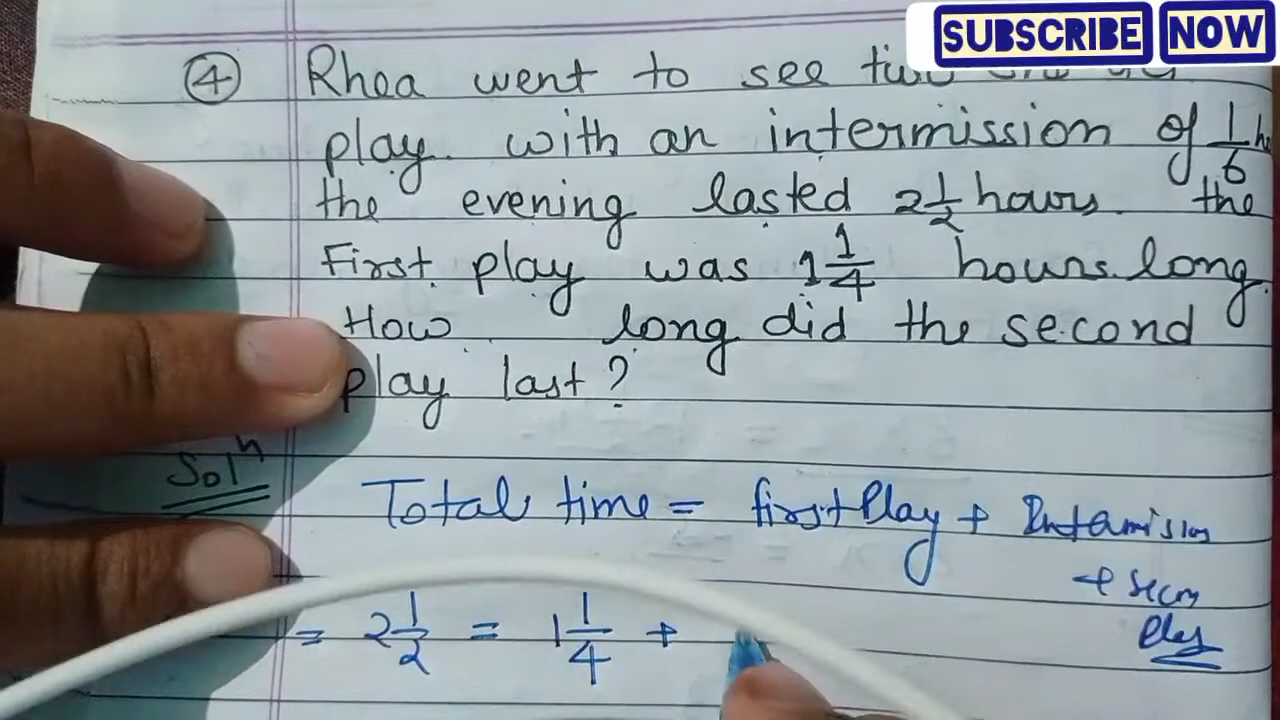 SUBSCRIBE NOW
④ Rhea went to see two
play. with an intermission of 1/6
the evening lasted 2 1/2 hours. the
First play was 1 1/4 hours long.
How long did the second
play last?
Solⁿ
Total time = first Play + Intermision
+ Secon
Play
= 2 1/2 = 1 1/4 +